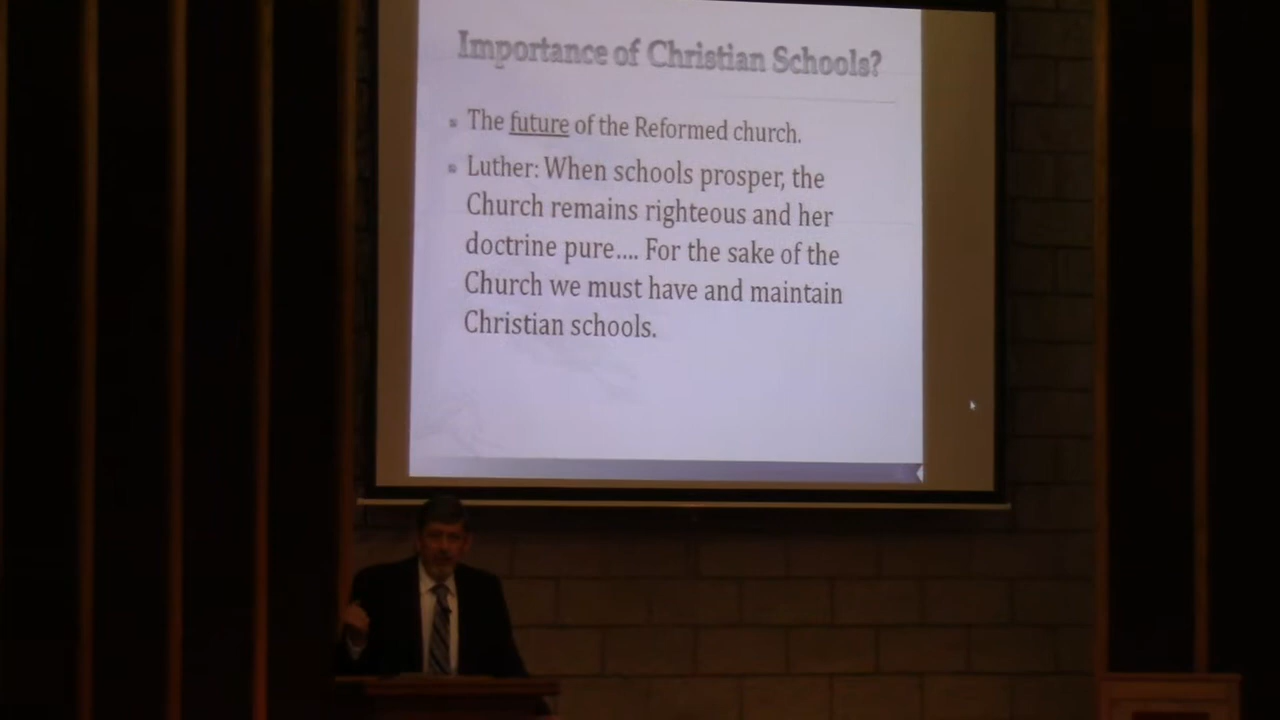 Importance of Christian Schools?
The future of the Reformed church.
Luther: When schools prosper, the
Church remains righteous and her
doctrine pure.... For the sake of the
Church we must have and maintain
Christian schools.